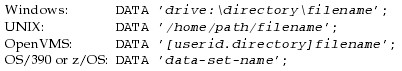 Windows: DATA 'drive:\directory\filename';
UNIX: DATA '/home/path/filename';
OpenVMS: DATA '[userid.directory]filename';
OS/390 or z/OS: DATA 'data-set-name';